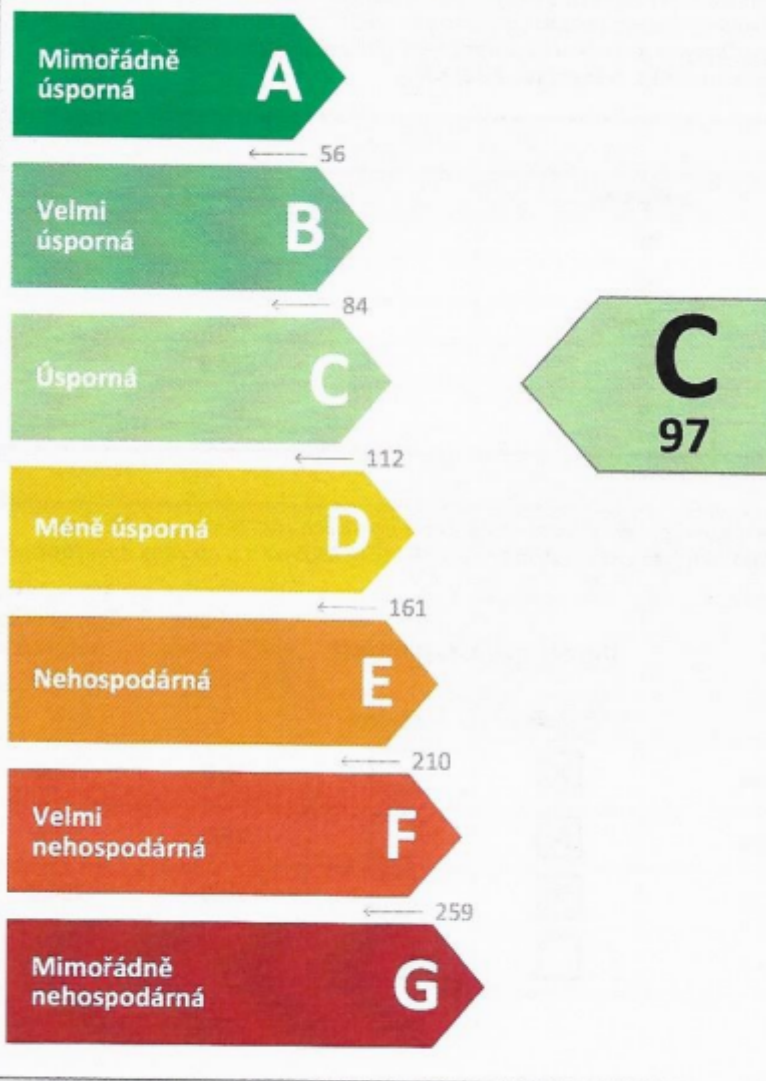 Mimořádně
úsporná
A
← 56
Velmi
úsporná
B
← 84
Úsporná
C
← 112
Méně úsporná
D
← 161
Nehospodárná
E
← 210
Velmi
nehospodárná
F
← 259
Mimořádně
nehospodárná
G
C
97